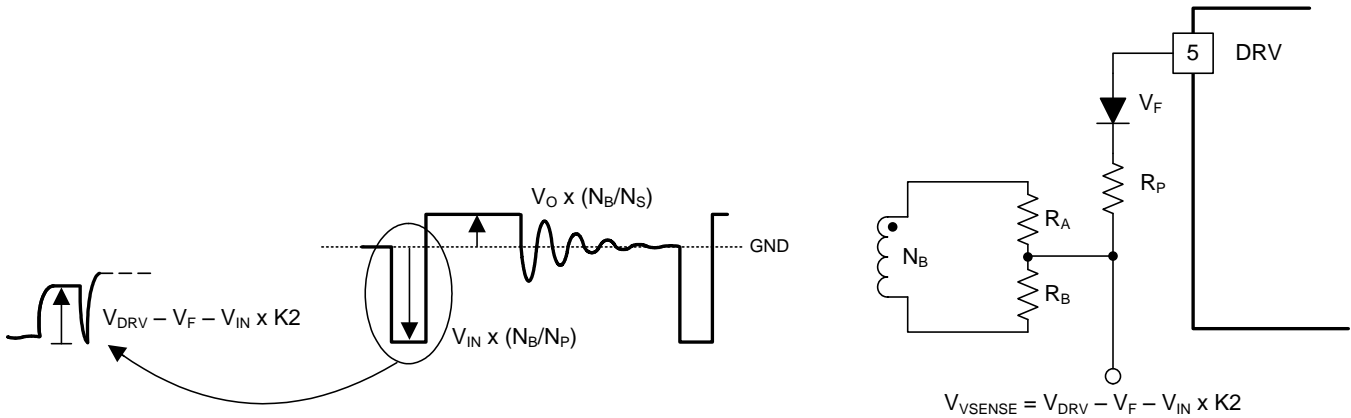 5 DRV
V_F
R_P
V_O x (N_B/N_S)
R_A
GND
N_B
R_B
V_DRV – V_F – V_IN x K2
V_IN x (N_B/N_P)
V_VSENSE = V_DRV – V_F – V_IN x K2